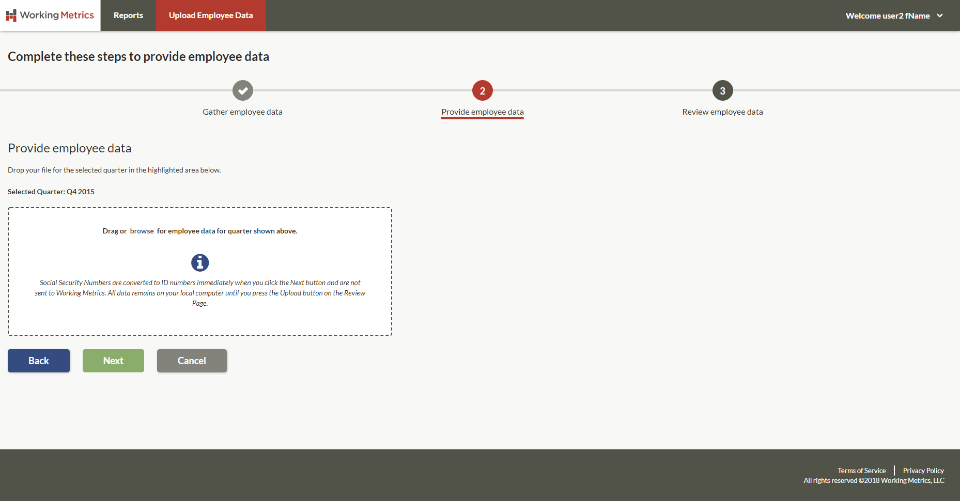 Working Metrics
Reports
Upload Employee Data
Welcome user2 fName
Complete these steps to provide employee data
2
3
Gather employee data
Provide employee data
Review employee data
Provide employee data
Drop your file for the selected quarter in the highlighted area below.
Selected Quarter: Q4 2015
Drag or browse for employee data for quarter shown above.
Social Security Numbers are converted to ID numbers immediately when you click the Next button and are not
sent to Working Metrics. All data remains on your local computer until you press the Upload button on the Review
Page.
Back
Next
Cancel
Terms of Service
Privacy Policy
All rights reserved ©2018 Working Metrics, LLC